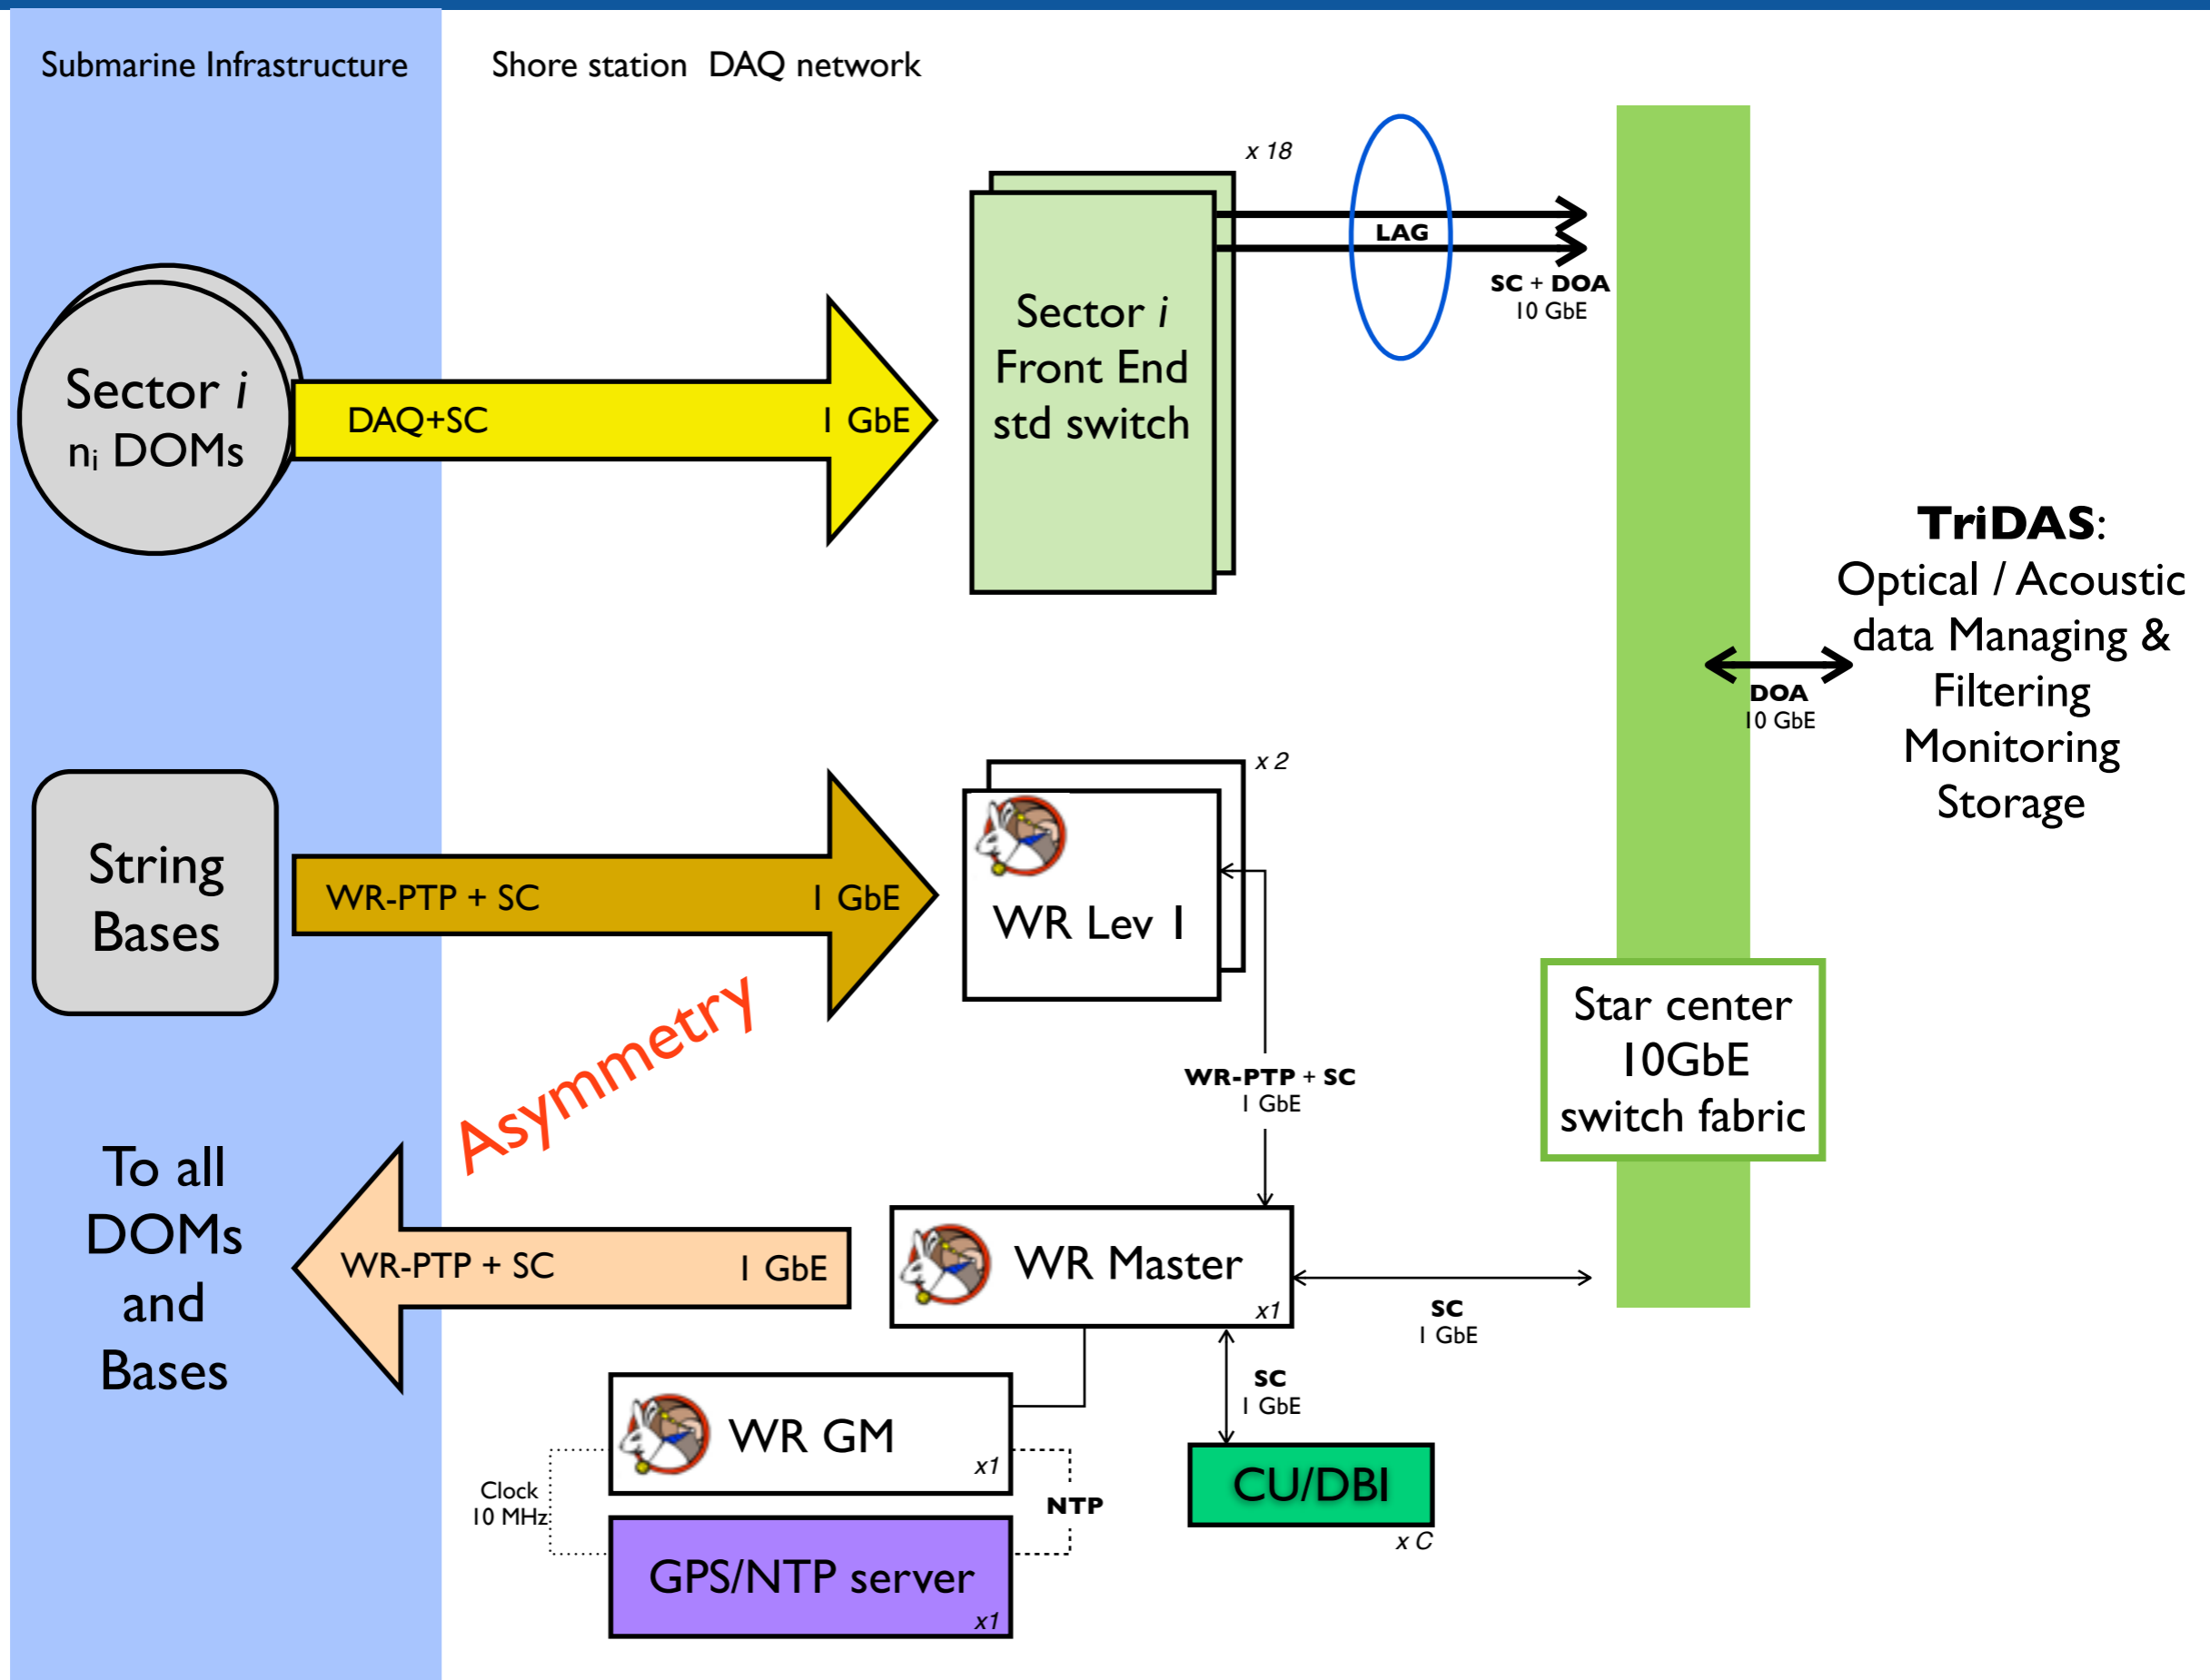 Submarine Infrastructure
Shore station DAQ network
x 18
LAG
SC + DOA
10 GbE
Sector i
Front End
std switch
Sector i
nᵢ DOMs
DAQ+SC
1 GbE
TriDAS:
Optical / Acoustic
data Managing &
Filtering
Monitoring
Storage
DOA
10 GbE
x 2
String
Bases
WR-PTP + SC
1 GbE
WR Lev 1
Asymmetry
WR-PTP + SC
1 GbE
Star center
10GbE
switch fabric
To all
DOMs
and
Bases
WR-PTP + SC
1 GbE
WR Master
x1
SC
1 GbE
SC
1 GbE
WR GM
x1
Clock
10 MHz
NTP
CU/DBI
x C
GPS/NTP server
x1